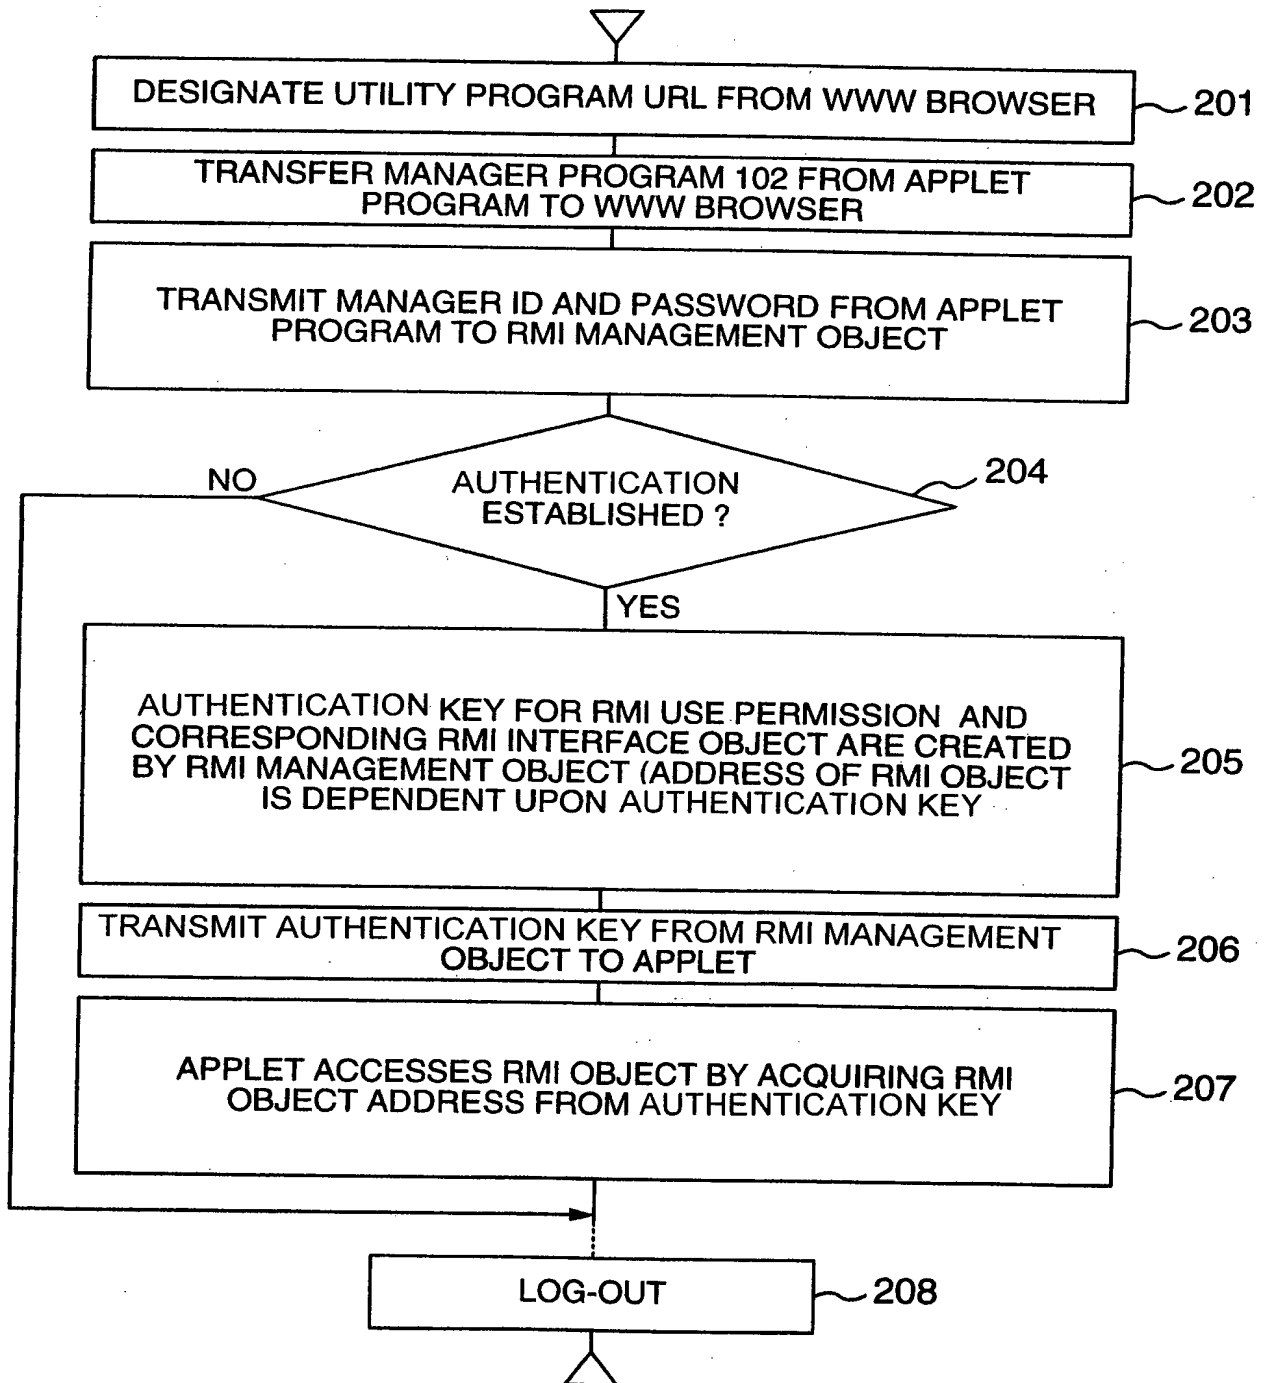 DESIGNATE UTILITY PROGRAM URL FROM WWW BROWSER
201
TRANSFER MANAGER PROGRAM 102 FROM APPLET
PROGRAM TO WWW BROWSER
202
TRANSMIT MANAGER ID AND PASSWORD FROM APPLET
PROGRAM TO RMI MANAGEMENT OBJECT
203
NO
AUTHENTICATION
ESTABLISHED ?
204
YES
AUTHENTICATION KEY FOR RMI USE PERMISSION AND
CORRESPONDING RMI INTERFACE OBJECT ARE CREATED
BY RMI MANAGEMENT OBJECT (ADDRESS OF RMI OBJECT
IS DEPENDENT UPON AUTHENTICATION KEY
205
TRANSMIT AUTHENTICATION KEY FROM RMI MANAGEMENT
OBJECT TO APPLET
206
APPLET ACCESSES RMI OBJECT BY ACQUIRING RMI
OBJECT ADDRESS FROM AUTHENTICATION KEY
207
LOG-OUT
208